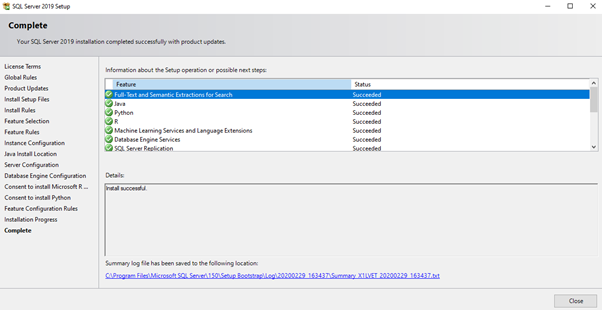 SQL Server 2019 Setup
Complete
Your SQL Server 2019 installation completed successfully with product updates.
License Terms
Global Rules
Product Updates
Install Setup Files
Install Rules
Feature Selection
Feature Rules
Instance Configuration
Java Install Location
Server Configuration
Database Engine Configuration
Consent to install Microsoft R ...
Consent to install Python
Feature Configuration Rules
Installation Progress
Complete
Information about the Setup operation or possible next steps:
Feature Status
Full-Text and Semantic Extractions for Search Succeeded
Java Succeeded
Python Succeeded
R Succeeded
Machine Learning Services and Language Extensions Succeeded
Database Engine Services Succeeded
SQL Server Replication Succeeded
Details:
Install successful.
Summary log file has been saved to the following location:
C:\Program Files\Microsoft SQL Server\150\Setup Bootstrap\Log\20200229_163437\Summary_X1LVET_20200229_163437.txt
Close